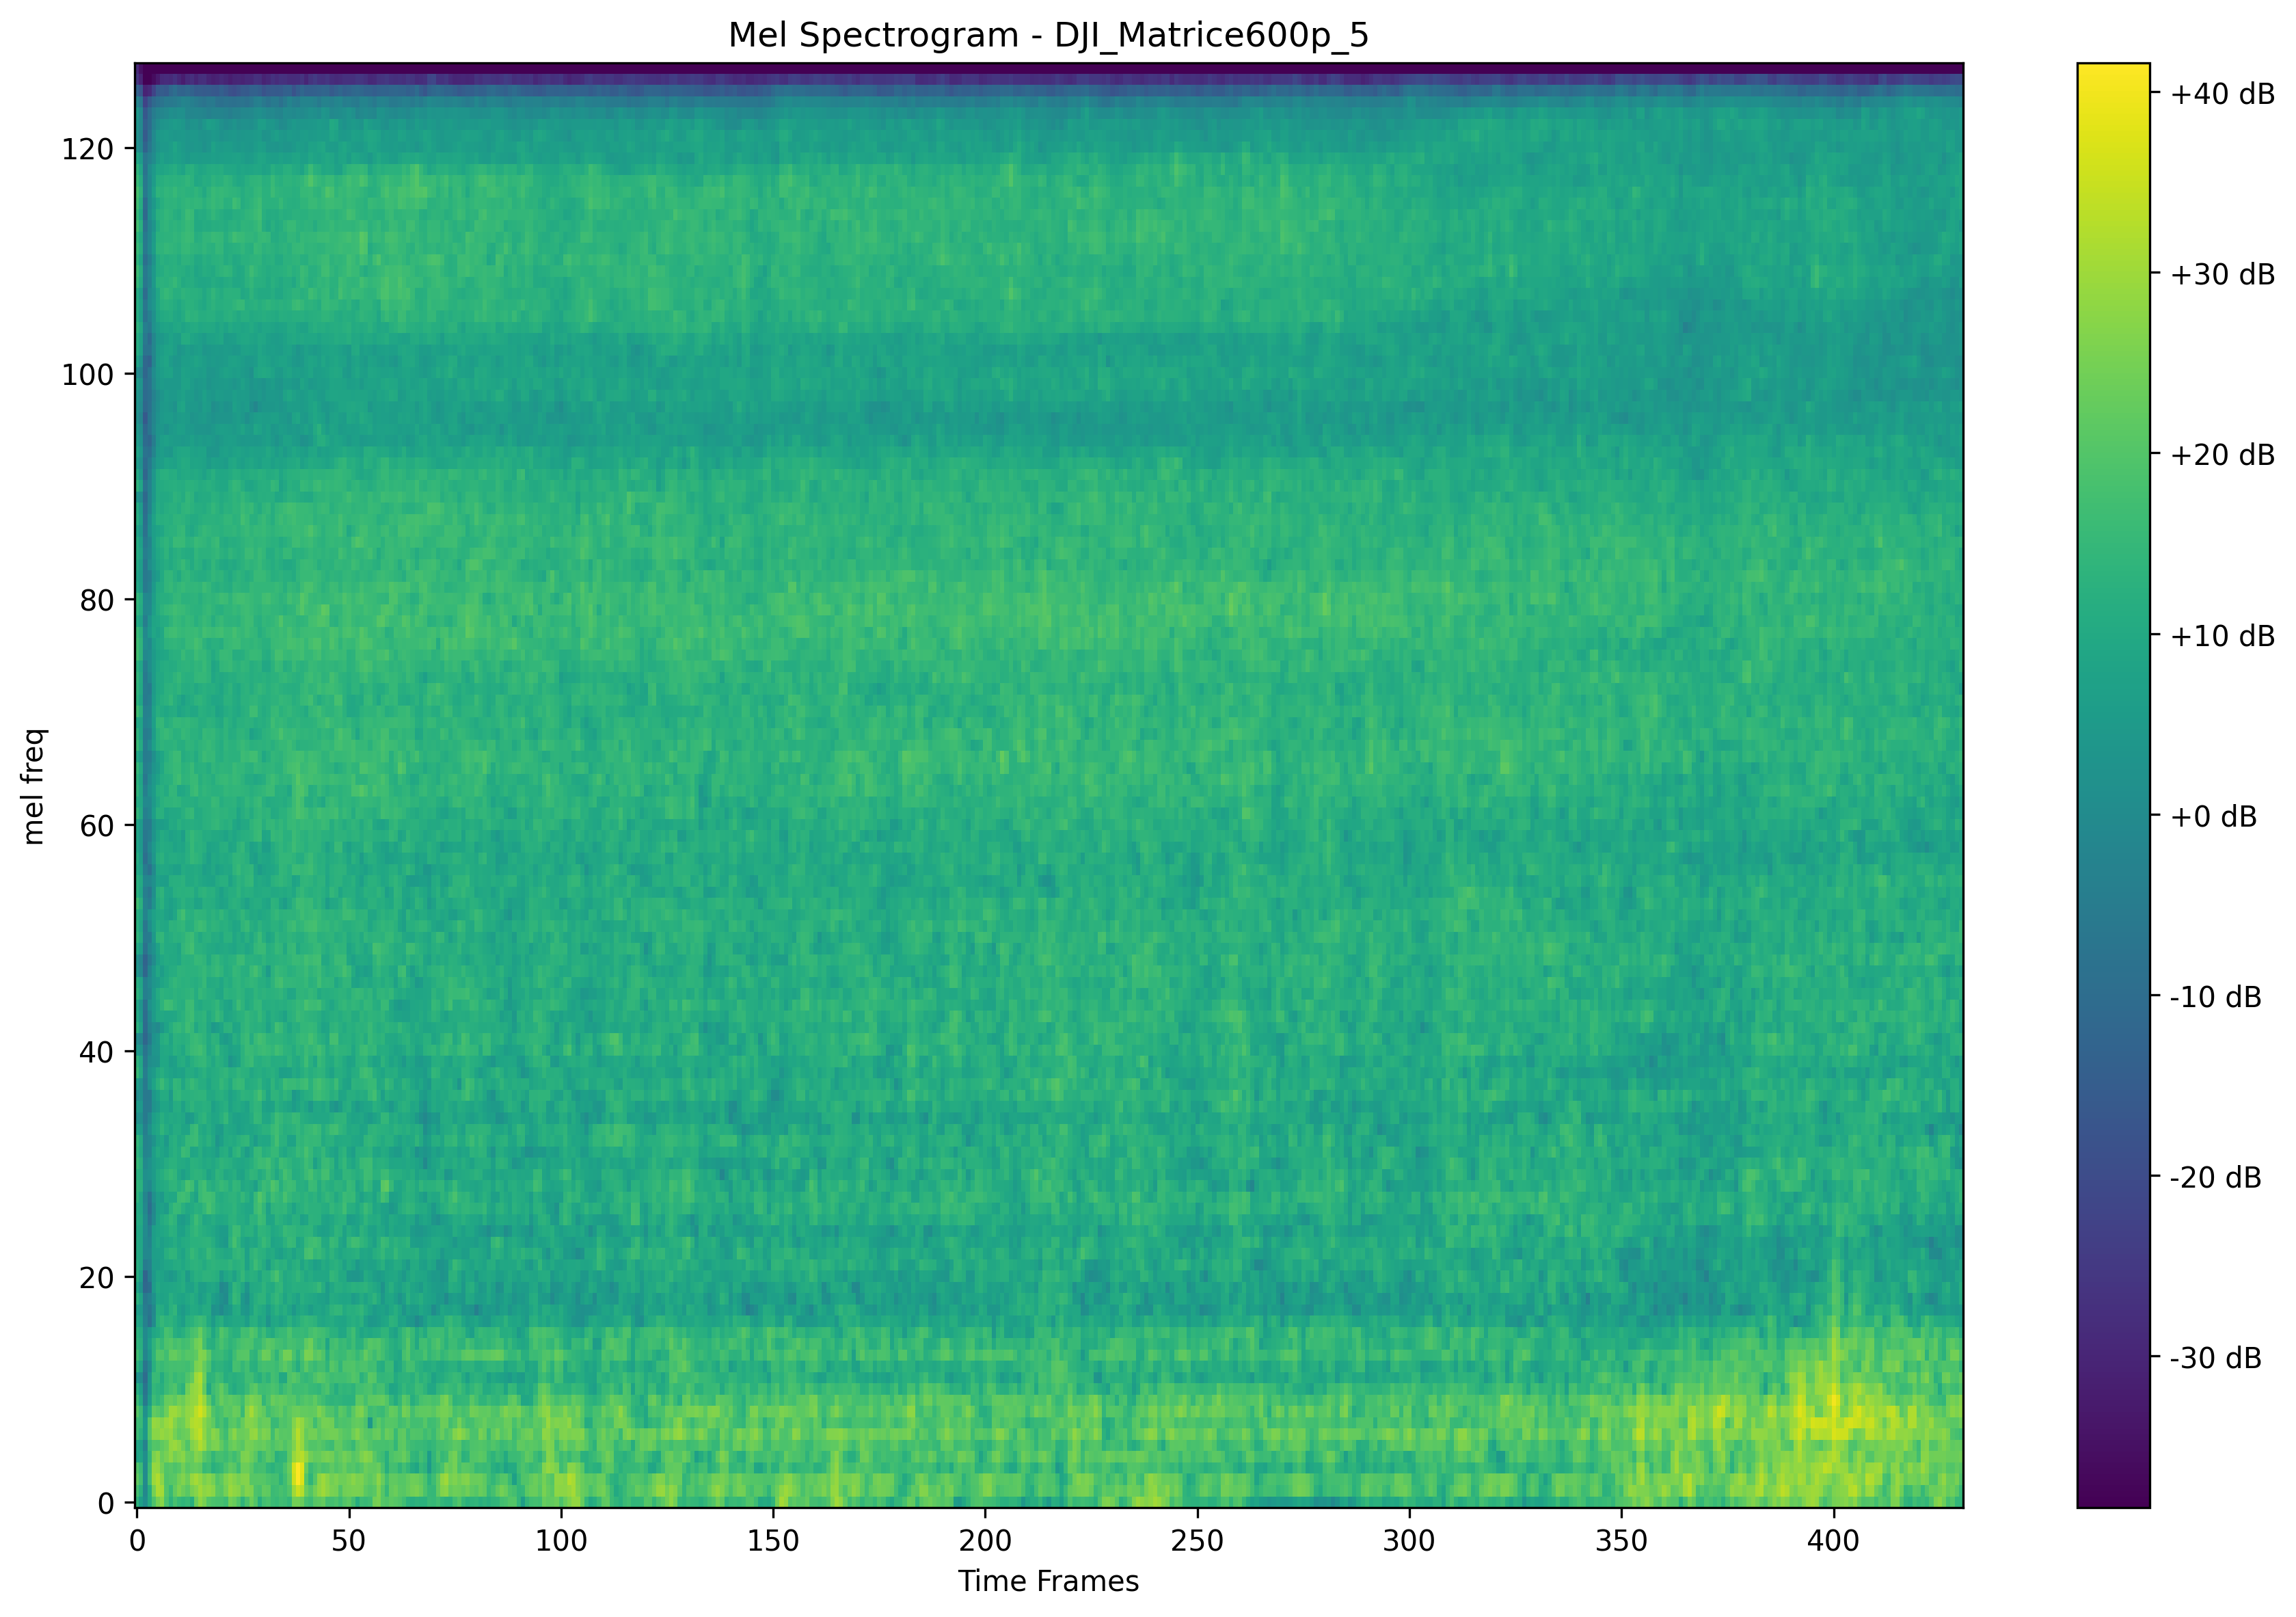 Mel Spectrogram - DJI_Matrice600p_5
+40 dB
120
+30 dB
100
+20 dB
80
+10 dB
mel freq
60
+0 dB
-10 dB
40
-20 dB
20
-30 dB
0
0 50 100 150 200 250 300 350 400
Time Frames